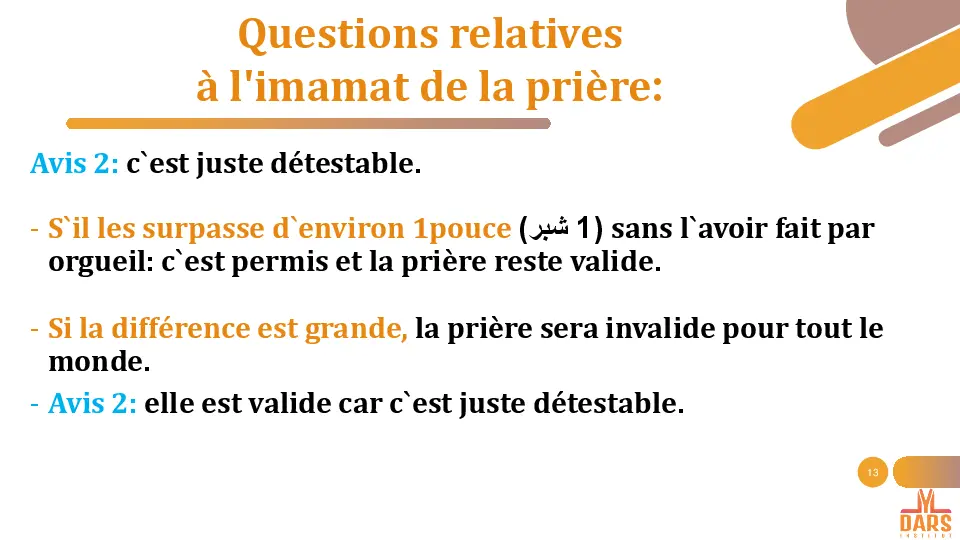 Questions relatives
à l'imamat de la prière:
Avis 2: c`est juste détestable.
- S`il les surpasse d`environ 1pouce (1 شبر) sans l`avoir fait par
orgueil: c`est permis et la prière reste valide.
- Si la différence est grande, la prière sera invalide pour tout le
monde.
- Avis 2: elle est valide car c`est juste détestable.
13
DARS
INSTITUT